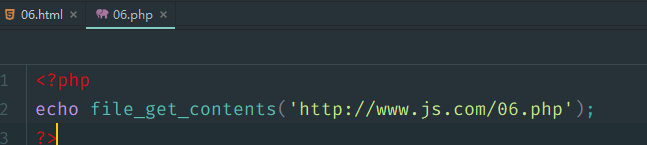 06.html × 06.php ×
1 <?php
2 echo file_get_contents('http://www.js.com/06.php');
3 ?>